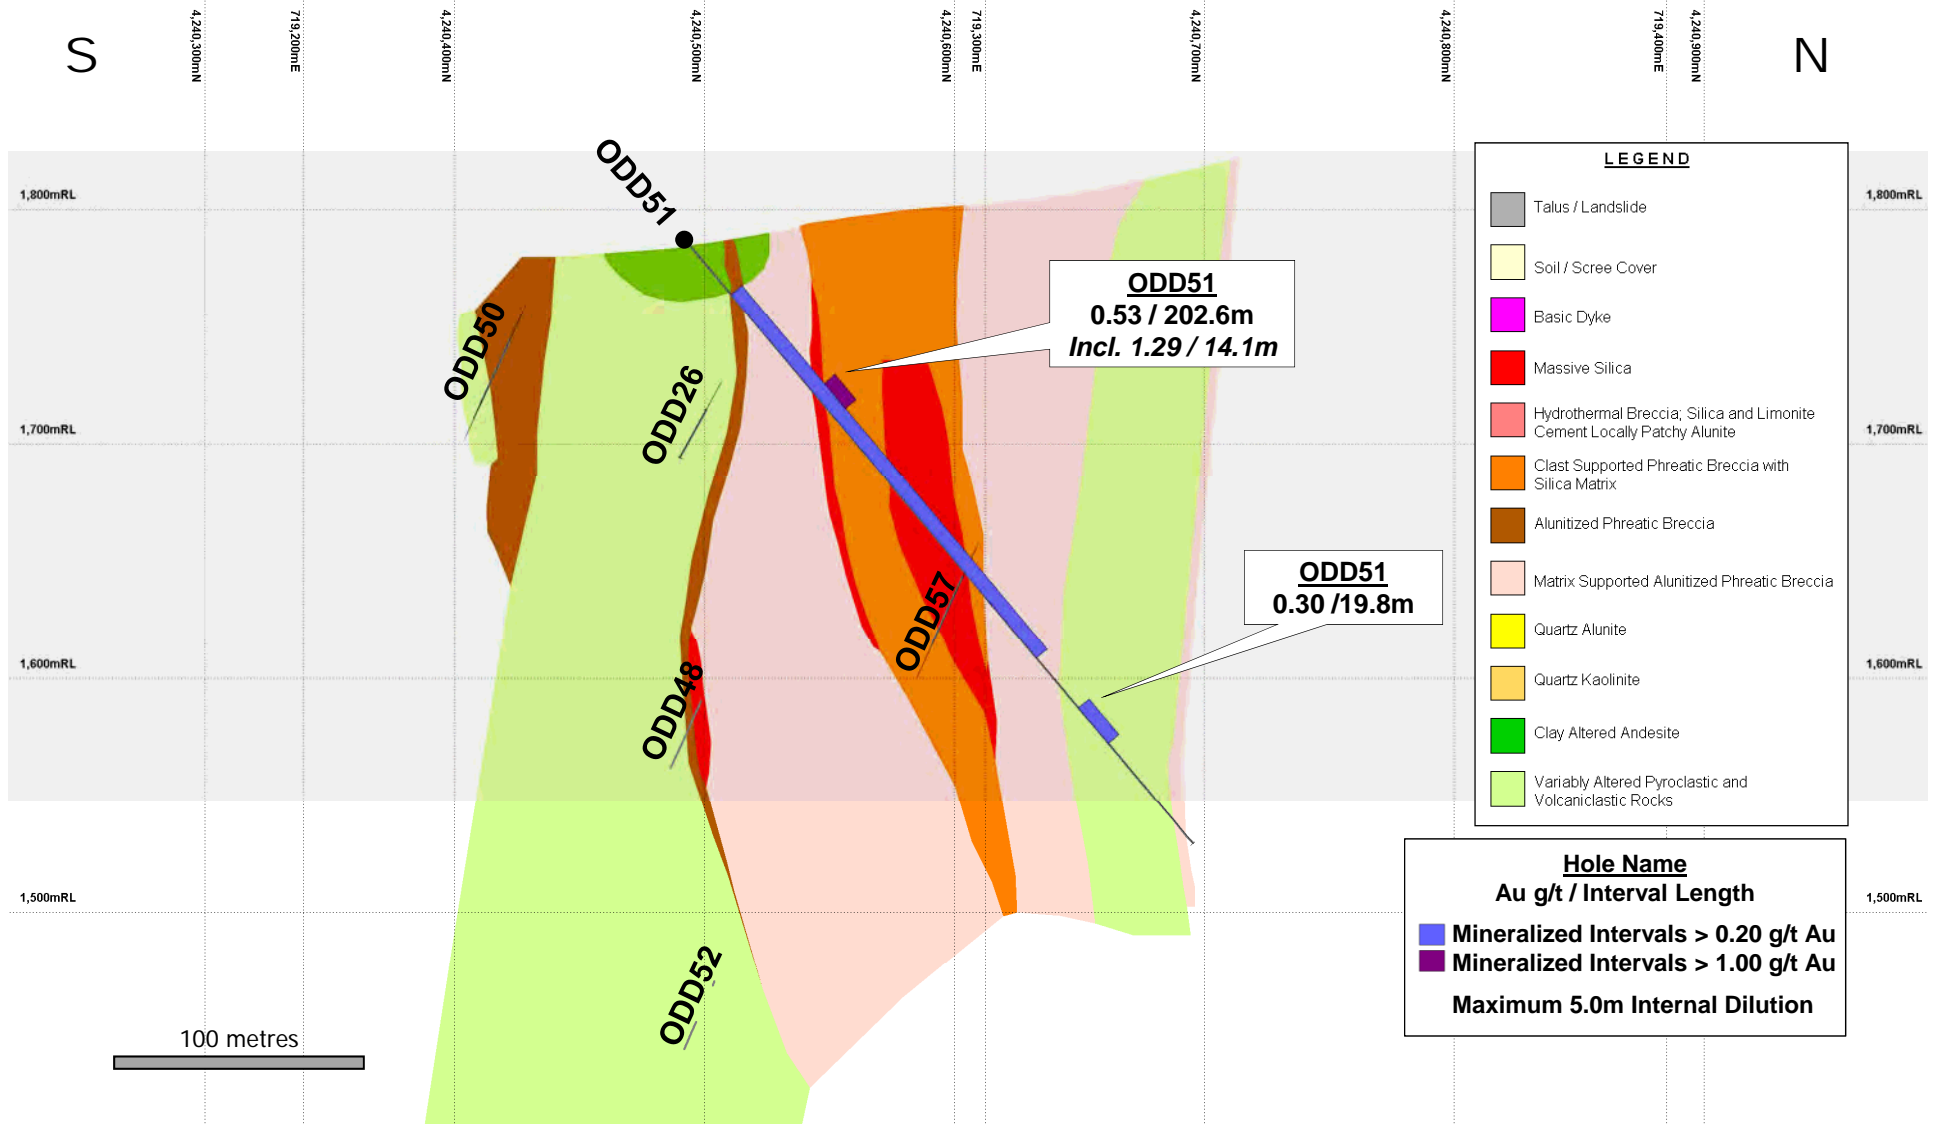 S
N
4,240,300mN
719,200mE
4,240,400mN
4,240,500mN
4,240,600mN
719,300mE
4,240,700mN
4,240,800mN
719,400mE
4,240,900mN
1,800mRL
1,800mRL
1,700mRL
1,700mRL
1,600mRL
1,600mRL
1,500mRL
1,500mRL
ODD51
ODD50
ODD26
ODD48
ODD57
ODD52
ODD51
0.53 / 202.6m
Incl. 1.29 / 14.1m
ODD51
0.30 /19.8m
LEGEND
Talus / Landslide
Soil / Scree Cover
Basic Dyke
Massive Silica
Hydrothermal Breccia; Silica and Limonite
Cement Locally Patchy Alunite
Clast Supported Phreatic Breccia with
Silica Matrix
Alunitized Phreatic Breccia
Matrix Supported Alunitized Phreatic Breccia
Quartz Alunite
Quartz Kaolinite
Clay Altered Andesite
Variably Altered Pyroclastic and
Volcaniclastic Rocks
Hole Name
Au g/t / Interval Length
Mineralized Intervals > 0.20 g/t Au
Mineralized Intervals > 1.00 g/t Au
Maximum 5.0m Internal Dilution
100 metres